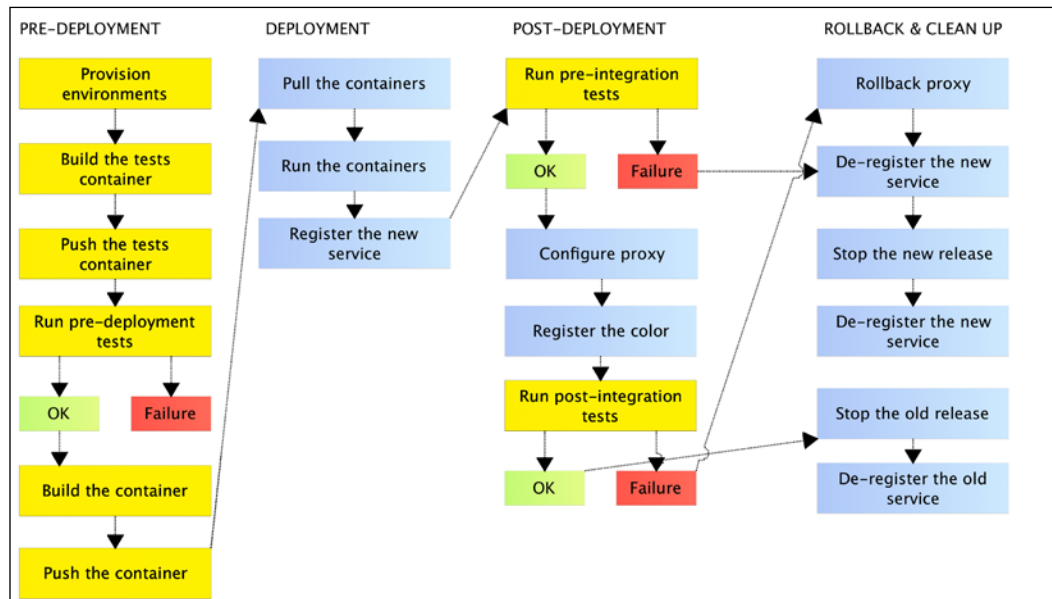 PRE-DEPLOYMENT
Provision
environments
Build the tests
container
Push the tests
container
Run pre-deployment
tests
OK
Failure
Build the container
Push the container
DEPLOYMENT
Pull the containers
Run the containers
Register the new
service
POST-DEPLOYMENT
Run pre-integration
tests
OK
Failure
Configure proxy
Register the color
Run post-integration
tests
OK
Failure
ROLLBACK & CLEAN UP
Rollback proxy
De-register the new
service
Stop the new release
De-register the new
service
Stop the old release
De-register the old
service